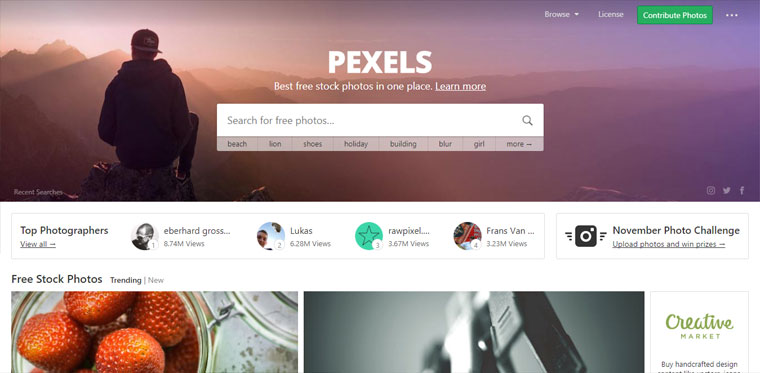 Browse
License
Contribute Photos
PEXELS
Best free stock photos in one place. Learn more
Search for free photos...
beach lion shoes holiday building blur girl more →
Recent Searches
Top Photographers
View all →
1
eberhard gross...
8.74M Views
2
Lukas
6.28M Views
3
rawpixel....
3.67M Views
4
Frans Van ...
3.23M Views
November Photo Challenge
Upload photos and win prizes →
Free Stock Photos Trending | New
Creative
MARKET
Buy handcrafted design